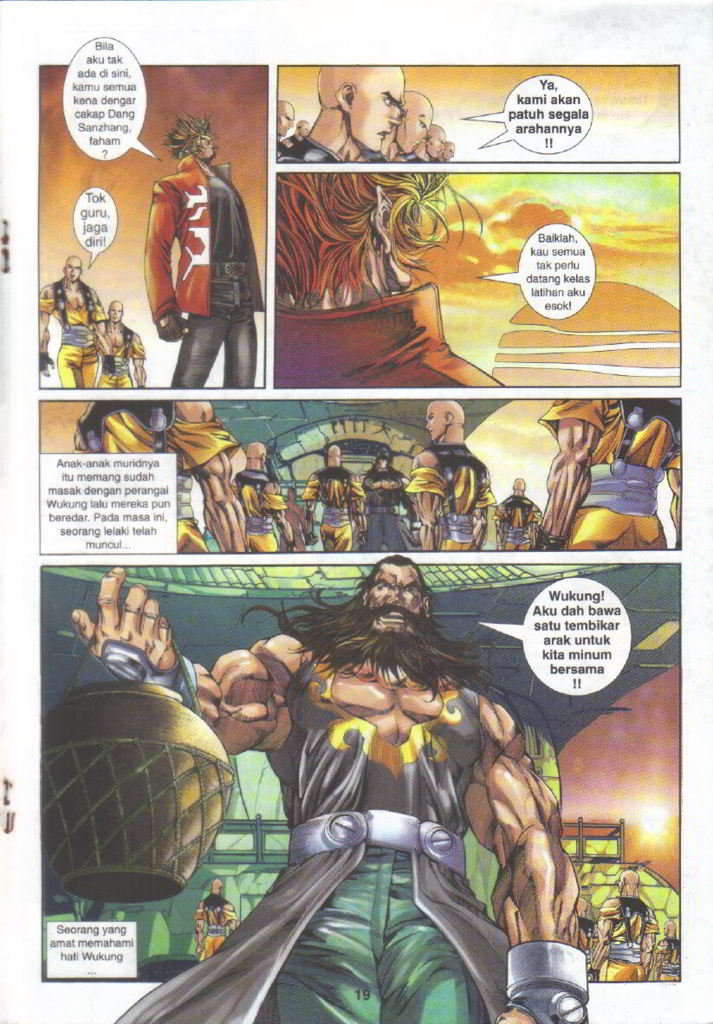 Bila
aku tak
ada di sini,
kamu semua
kena dengar
cakap Dang
Sanzhang,
faham
?
Tok
guru,
jaga
diri!
Ya,
kami akan
patuh segala
arahannya
!!
Baiklah,
kau semua
tak perlu
datang kelas
latihan aku
esok!
Anak-anak muridnya
itu memang sudah
masak dengan perangai
Wukung lalu mereka pun
beredar. Pada masa ini,
seorang lelaki telah
muncul...
Wukung!
Aku dah bawa
satu tembikar
arak untuk
kita minum
bersama
!!
Seorang yang
amat memahami
hati Wukung
...
19